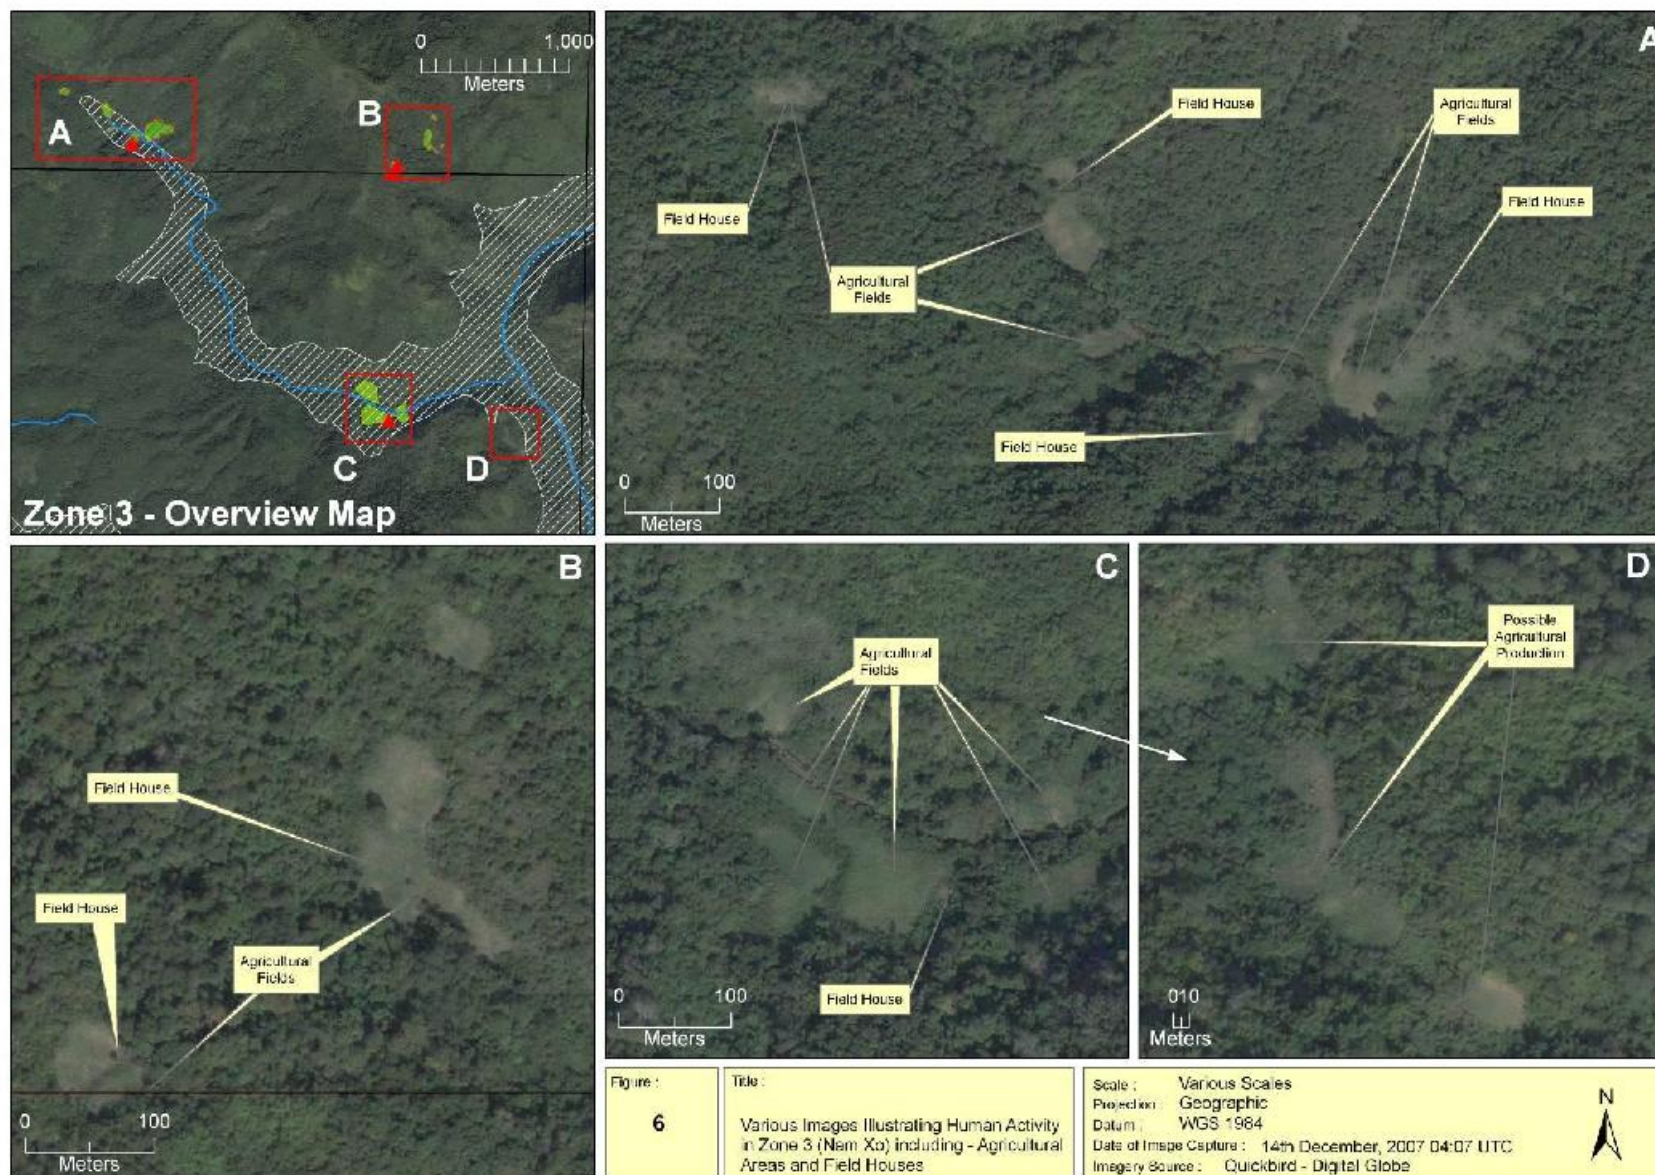 0 1,000
Meters
A
B
C
D
Zone 3 - Overview Map
A
Field House
Agricultural
Fields
Field House
Field House
Agricultural
Fields
Field House
0 100
Meters
B
Field House
Field House
Agricultural
Fields
0 100
Meters
C
Agricultural
Fields
Field House
0 100
Meters
D
Possible
Agricultural
Production
010
Meters
Figure :
6
Title :
Various Images Illustrating Human Activity
in Zone 3 (Nam Xo) including - Agricultural
Areas and Field Houses
Scale : Various Scales
Projection : Geographic
Datum : WGS 1984
Date of Image Capture : 14th December, 2007 04:07 UTC
Imagery Source : Quickbird - Digital Globe
N